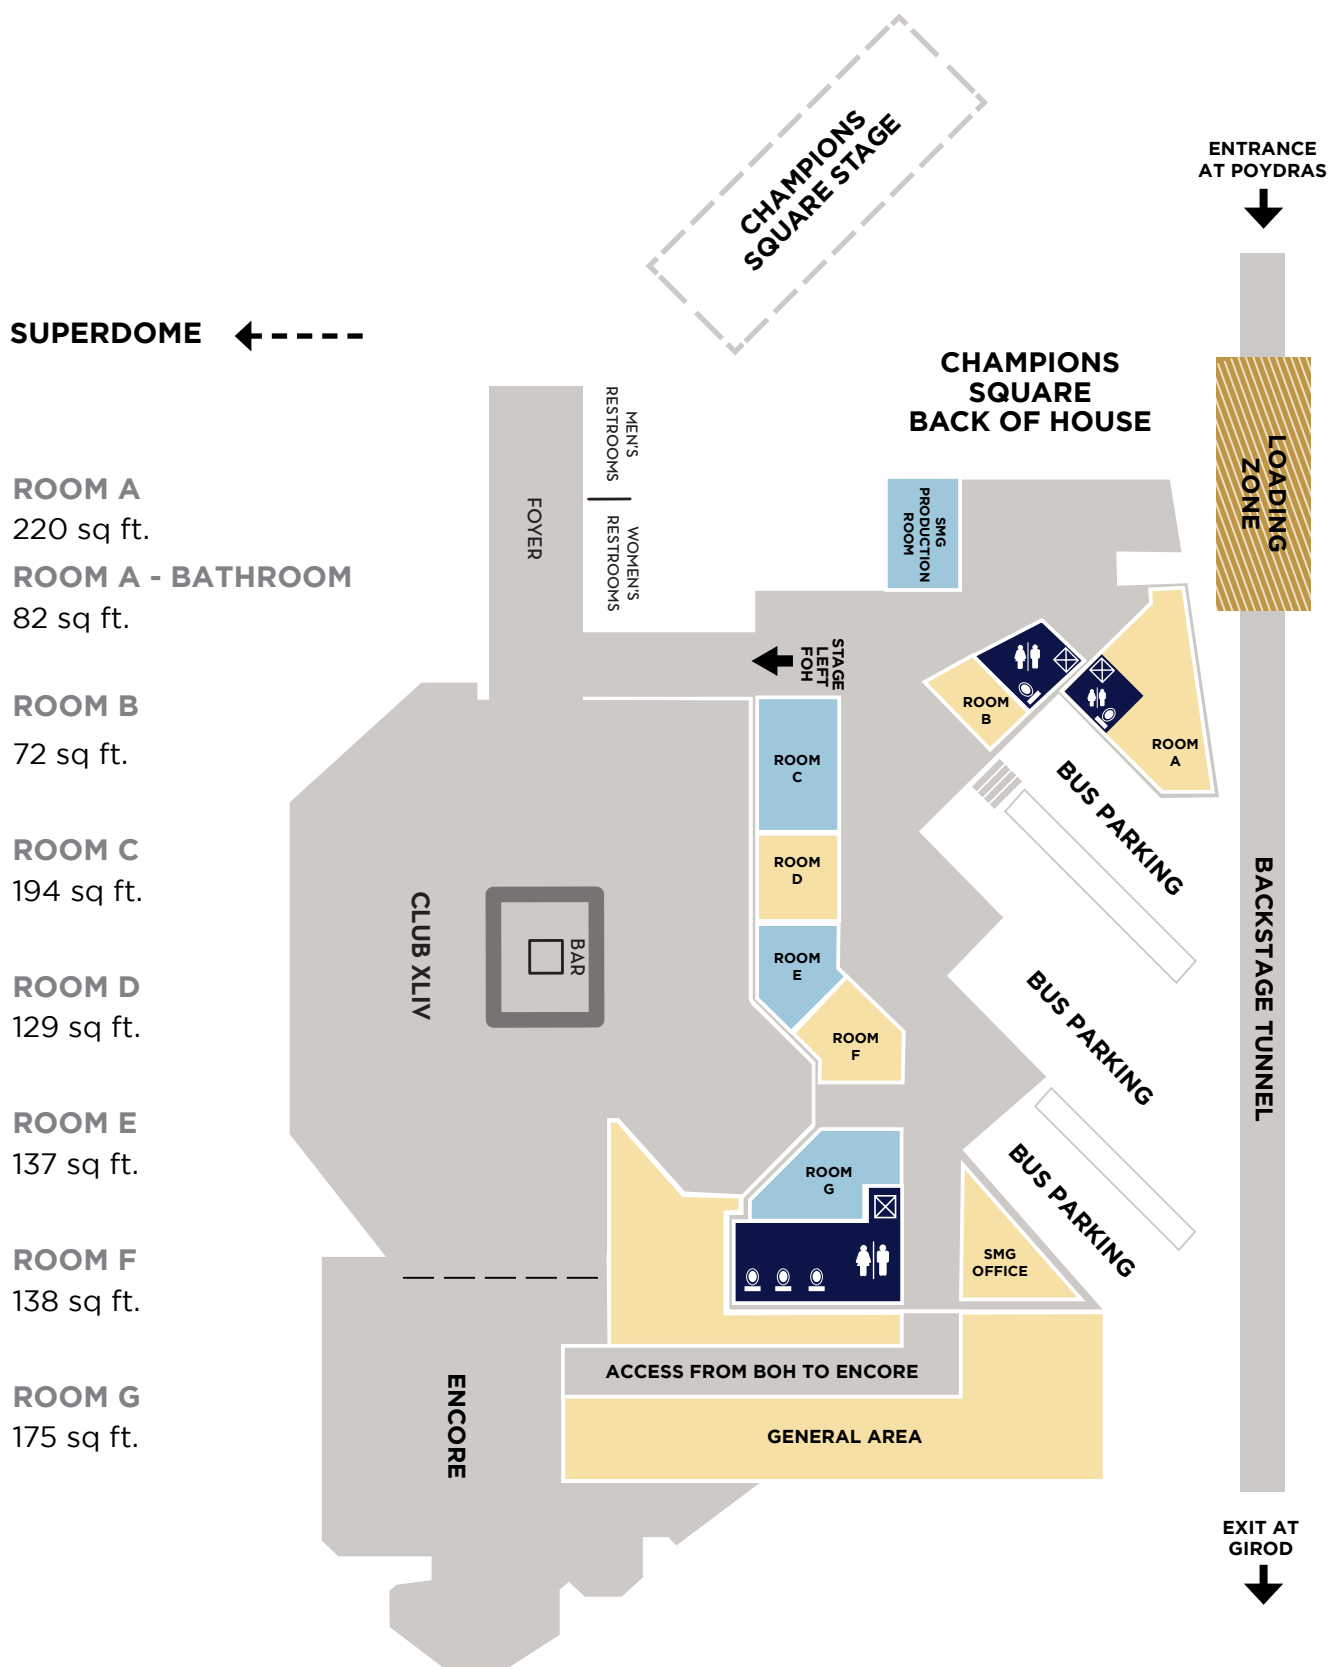 CHAMPIONS
SQUARE STAGE
ENTRANCE
AT POYDRAS
SUPERDOME
CHAMPIONS
SQUARE
BACK OF HOUSE
LOADING
ZONE
MEN'S
RESTROOMS
WOMEN'S
RESTROOMS
FOYER
SMG
PRODUCTION
ROOM
ROOM A
220 sq ft.
ROOM A - BATHROOM
82 sq ft.
ROOM B
72 sq ft.
ROOM C
194 sq ft.
ROOM D
129 sq ft.
ROOM E
137 sq ft.
ROOM F
138 sq ft.
ROOM G
175 sq ft.
STAGE
LEFT
FOH
ROOM
B
ROOM
A
ROOM
C
ROOM
D
ROOM
E
ROOM
F
ROOM
G
BUS PARKING
BUS PARKING
BUS PARKING
BACKSTAGE TUNNEL
CLUB XLIV
BAR
SMG
OFFICE
ACCESS FROM BOH TO ENCORE
GENERAL AREA
ENCORE
EXIT AT
GIROD